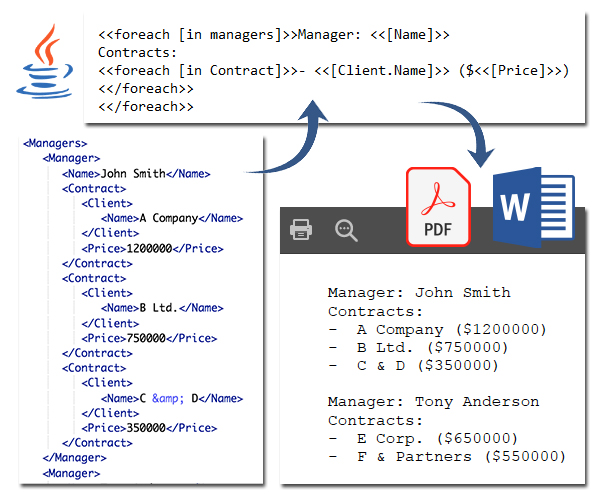 <<foreach [in managers]>>Manager: <<[Name]>>
Contracts:
<<foreach [in Contract]>>- <<[Client.Name]>> ($<<[Price]>>)
<</foreach>>
<</foreach>>
<Managers>
<Manager>
<Name>John Smith</Name>
<Contract>
<Client>
<Name>A Company</Name>
</Client>
<Price>1200000</Price>
</Contract>
<Contract>
<Client>
<Name>B Ltd.</Name>
</Client>
<Price>750000</Price>
</Contract>
<Contract>
<Client>
<Name>C &amp; D</Name>
</Client>
<Price>350000</Price>
</Contract>
</Manager>
<Manager>
PDF
W
Manager: John Smith
Contracts:
- A Company ($1200000)
- B Ltd. ($750000)
- C & D ($350000)
Manager: Tony Anderson
Contracts:
- E Corp. ($650000)
- F & Partners ($550000)